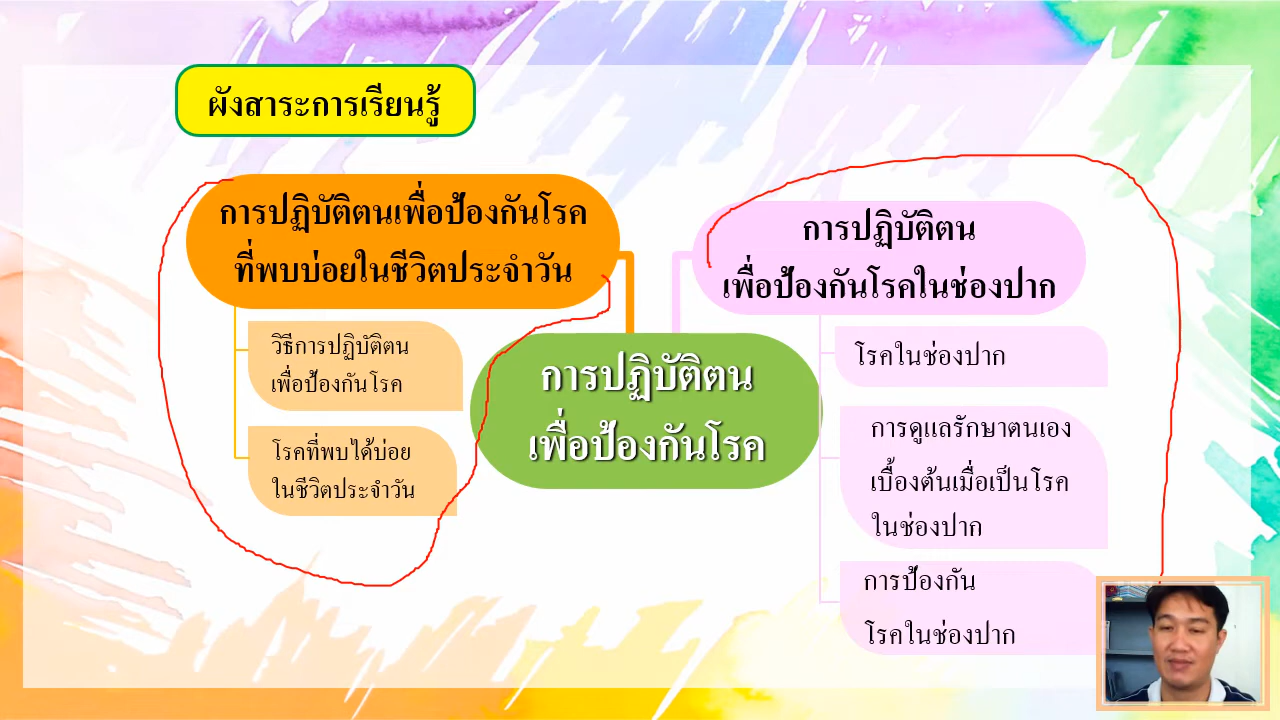 ผังสาระการเรียนรู้
การปฏิบัติตนเพื่อป้องกันโรค
ที่พบบ่อยในชีวิตประจำวัน
วิธีการปฏิบัติตน
เพื่อป้องกันโรค
โรคที่พบได้บ่อย
ในชีวิตประจำวัน
การปฏิบัติตน
เพื่อป้องกันโรค
การปฏิบัติตน
เพื่อป้องกันโรคในช่องปาก
โรคในช่องปาก
การดูแลรักษาตนเอง
เบื้องต้นเมื่อเป็นโรค
ในช่องปาก
การป้องกัน
โรคในช่องปาก